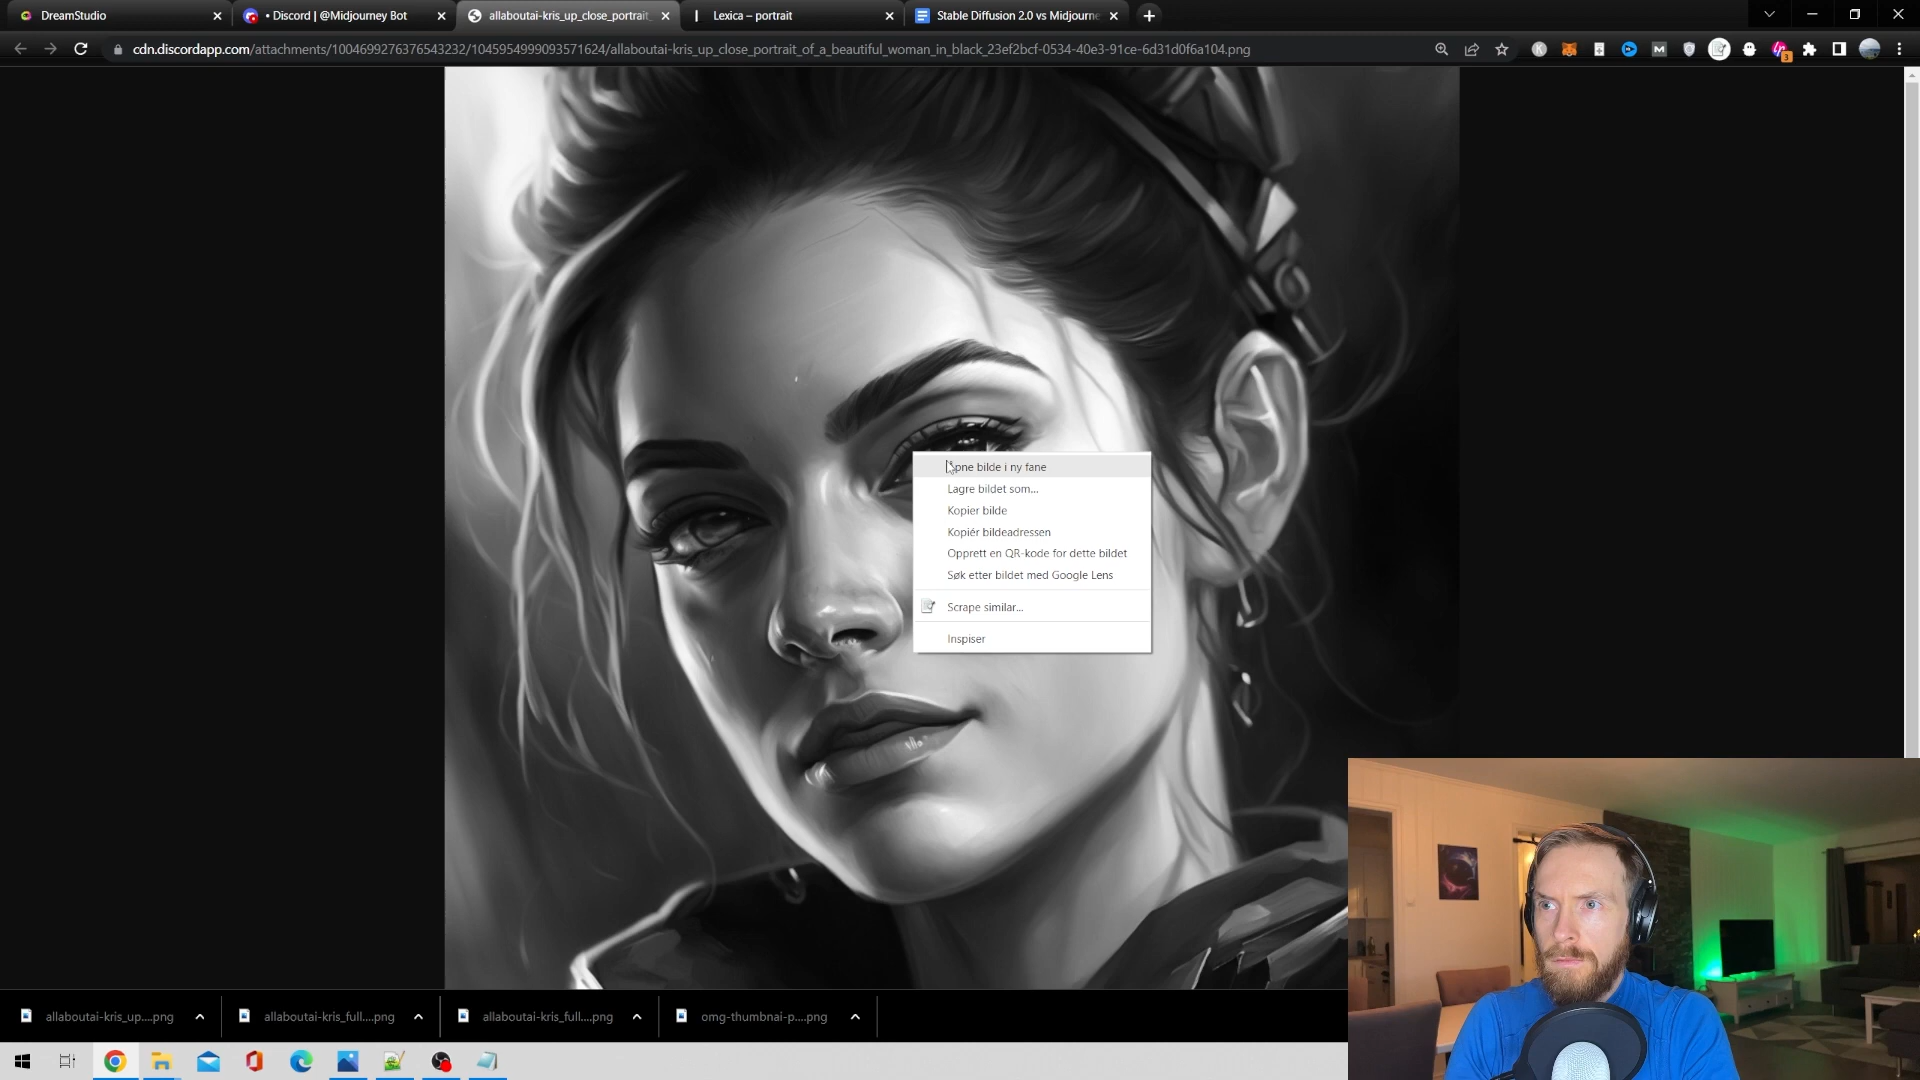 DreamStudio
• Discord | @Midjourney Bot
allaboutai-kris_up_close_portrait_
Lexica – portrait
Stable Diffusion 2.0 vs Midjourne
cdn.discordapp.com/attachments/1004699276376543232/1045954999093571624/allaboutai-kris_up_close_portrait_of_a_beautiful_woman_in_black_23ef2bcf-0534-40e3-91ce-6d31d0f6a104.png
3
pne bilde i ny fane
Lagre bildet som...
Kopier bilde
Kopiér bildeadressen
Opprett en QR-kode for dette bildet
Søk etter bildet med Google Lens
Scrape similar...
Inspiser
allaboutai-kris_up....png
allaboutai-kris_full....png
allaboutai-kris_full....png
omg-thumbnai-p....png